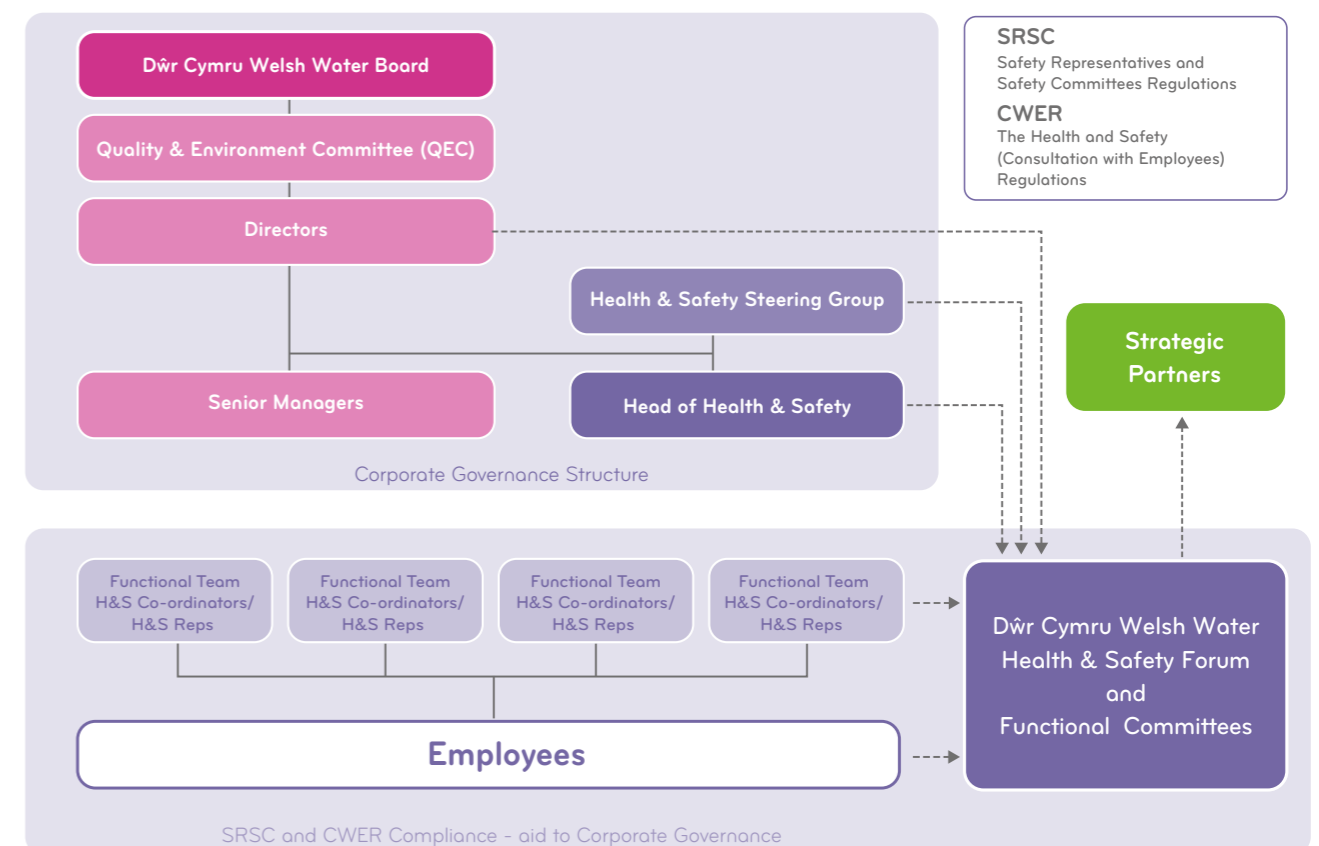 Dŵr Cymru Welsh Water Board
Quality & Environment Committee (QEC)
Directors
Health & Safety Steering Group
Senior Managers
Head of Health & Safety
Corporate Governance Structure
SRSC
Safety Representatives and
Safety Committees Regulations
CWER
The Health and Safety
(Consultation with Employees)
Regulations
Strategic
Partners
Functional Team
H&S Co-ordinators/
H&S Reps
Functional Team
H&S Co-ordinators/
H&S Reps
Functional Team
H&S Co-ordinators/
H&S Reps
Functional Team
H&S Co-ordinators/
H&S Reps
Employees
Dŵr Cymru Welsh Water
Health & Safety Forum
and
Functional Committees
SRSC and CWER Compliance - aid to Corporate Governance